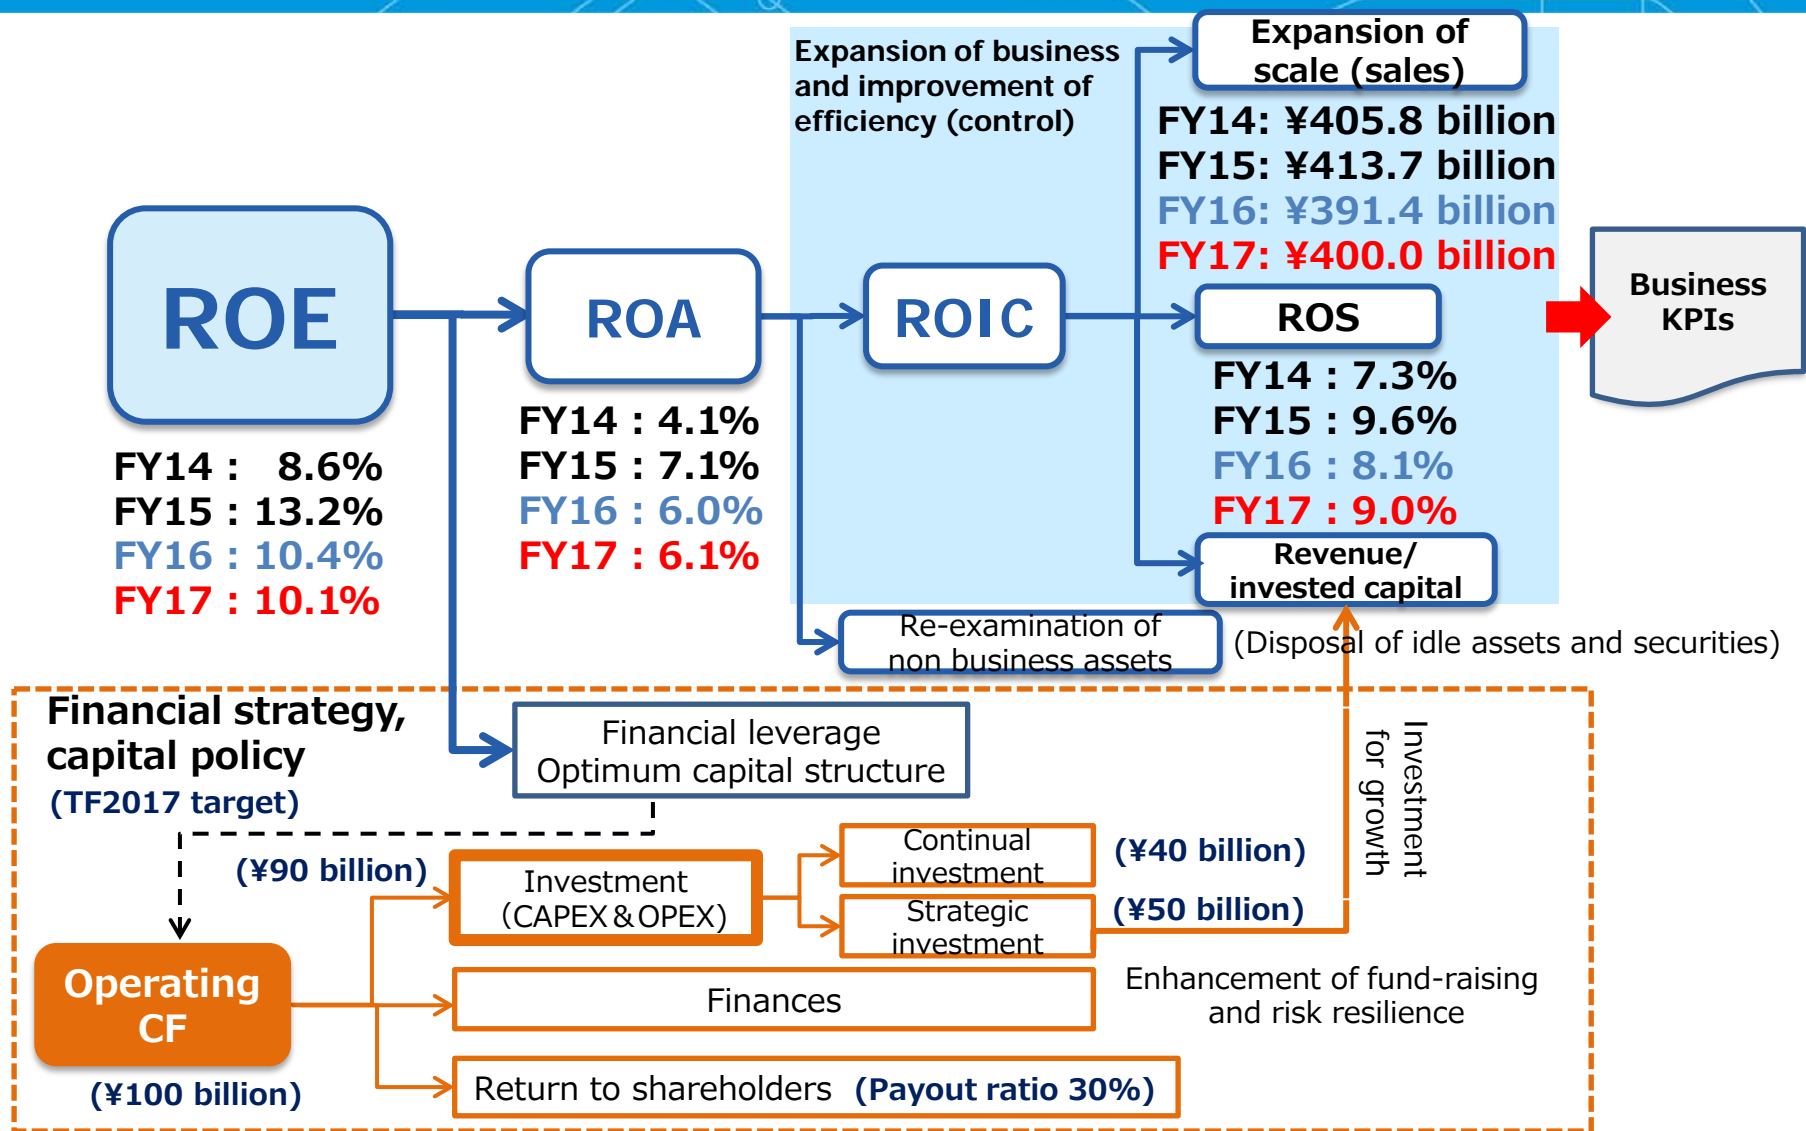 Expansion of business
and improvement of
efficiency (control)
Expansion of
scale (sales)
FY14: ¥405.8 billion
FY15: ¥413.7 billion
FY16: ¥391.4 billion
FY17: ¥400.0 billion
ROE
FY14 : 8.6%
FY15 : 13.2%
FY16 : 10.4%
FY17 : 10.1%
ROA
FY14 : 4.1%
FY15 : 7.1%
FY16 : 6.0%
FY17 : 6.1%
ROIC
ROS
FY14 : 7.3%
FY15 : 9.6%
FY16 : 8.1%
FY17 : 9.0%
Business
KPIs
Revenue/
invested capital
Re-examination of
non business assets
(Disposal of idle assets and securities)
Financial strategy,
capital policy
(TF2017 target)
Financial leverage
Optimum capital structure
Investment
for growth
(¥90 billion)
Investment
(CAPEX＆OPEX)
Continual
investment
(¥40 billion)
Strategic
investment
(¥50 billion)
Operating
CF
(¥100 billion)
Finances
Enhancement of fund-raising
and risk resilience
Return to shareholders (Payout ratio 30%)